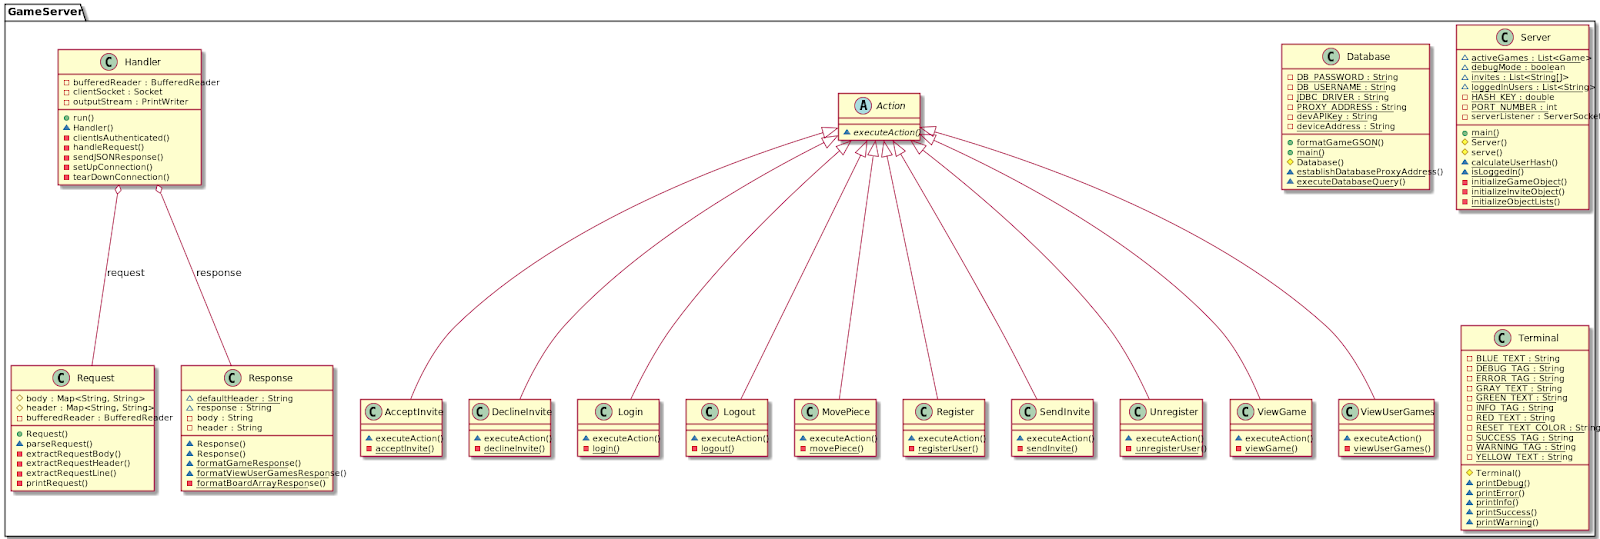 GameServer
C Handler
bufferedReader : BufferedReader
clientSocket : Socket
outputStream : PrintWriter
run()
Handler()
clientIsAuthenticated()
handleRequest()
sendJSONResponse()
setUpConnection()
tearDownConnection()
A Action
executeAction()
C Database
DB_PASSWORD : String
DB_USERNAME : String
JDBC_DRIVER : String
PROXY_ADDRESS : String
devAPIKey : String
deviceAddress : String
formatGameGSON()
main()
Database()
establishDatabaseProxyAddress()
executeDatabaseQuery()
C Server
activeGames : List<Game>
debugMode : boolean
invites : List<String[]>
loggedInUsers : List<String>
HASH_KEY : double
PORT_NUMBER : int
serverListener : ServerSocket
main()
Server()
serve()
calculateUserHash()
isLoggedIn()
initializeGameObject()
initializeInviteObject()
initializeObjectLists()
request
response
C Request
body : Map<String, String>
header : Map<String, String>
bufferedReader : BufferedReader
Request()
parseRequest()
extractRequestBody()
extractRequestHeader()
extractRequestLine()
printRequest()
C Response
defaultHeader : String
response : String
body : String
header : String
Response()
Response()
formatGameResponse()
formatViewUserGamesResponse()
formatBoardArrayResponse()
C AcceptInvite
executeAction()
acceptInvite()
C DeclineInvite
executeAction()
declineInvite()
C Login
executeAction()
login()
C Logout
executeAction()
logout()
C MovePiece
executeAction()
movePiece()
C Register
executeAction()
registerUser()
C SendInvite
executeAction()
sendInvite()
C Unregister
executeAction()
unregisterUser()
C ViewGame
executeAction()
viewGame()
C ViewUserGames
executeAction()
viewUserGames()
C Terminal
BLUE_TEXT : String
DEBUG_TAG : String
ERROR_TAG : String
GRAY_TEXT : String
GREEN_TEXT : String
INFO_TAG : String
RED_TEXT : String
RESET_TEXT_COLOR : String
SUCCESS_TAG : String
WARNING_TAG : String
YELLOW_TEXT : String
Terminal()
printDebug()
printError()
printInfo()
printSuccess()
printWarning()